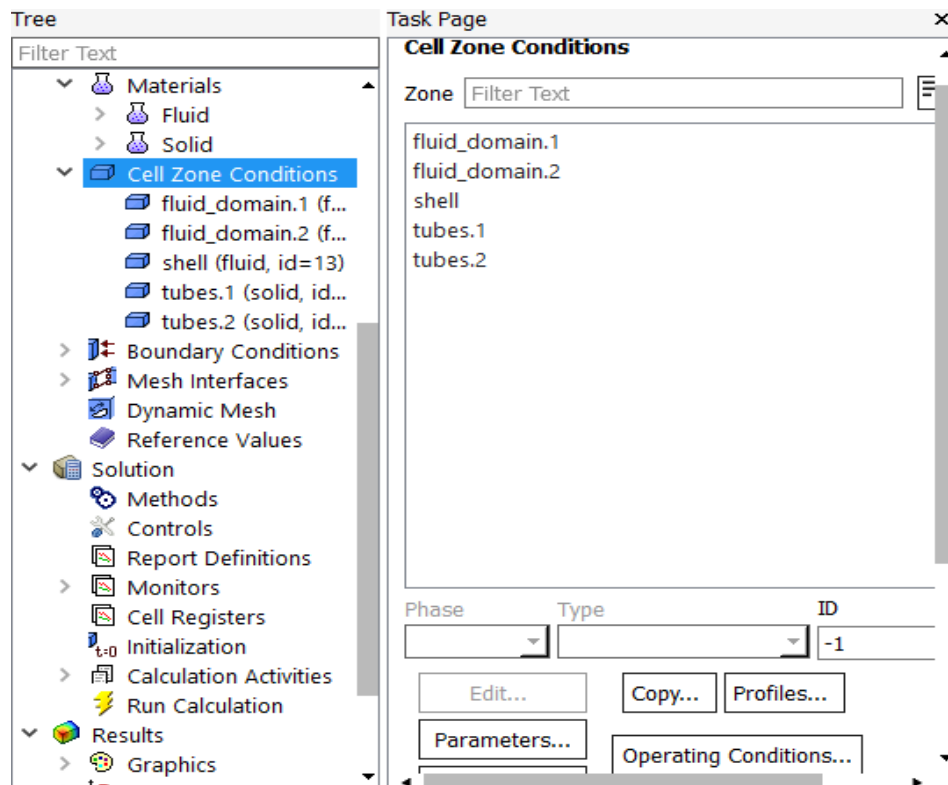 Tree
Filter Text
Materials
Fluid
Solid
Cell Zone Conditions
fluid_domain.1 (f...
fluid_domain.2 (f...
shell (fluid, id=13)
tubes.1 (solid, id...
tubes.2 (solid, id...
Boundary Conditions
Mesh Interfaces
Dynamic Mesh
Reference Values
Solution
Methods
Controls
Report Definitions
Monitors
Cell Registers
t=0 Initialization
Calculation Activities
Run Calculation
Results
Graphics
Task Page
Cell Zone Conditions
Zone Filter Text
fluid_domain.1
fluid_domain.2
shell
tubes.1
tubes.2
Phase Type ID
-1
Edit... Copy... Profiles...
Parameters... Operating Conditions...